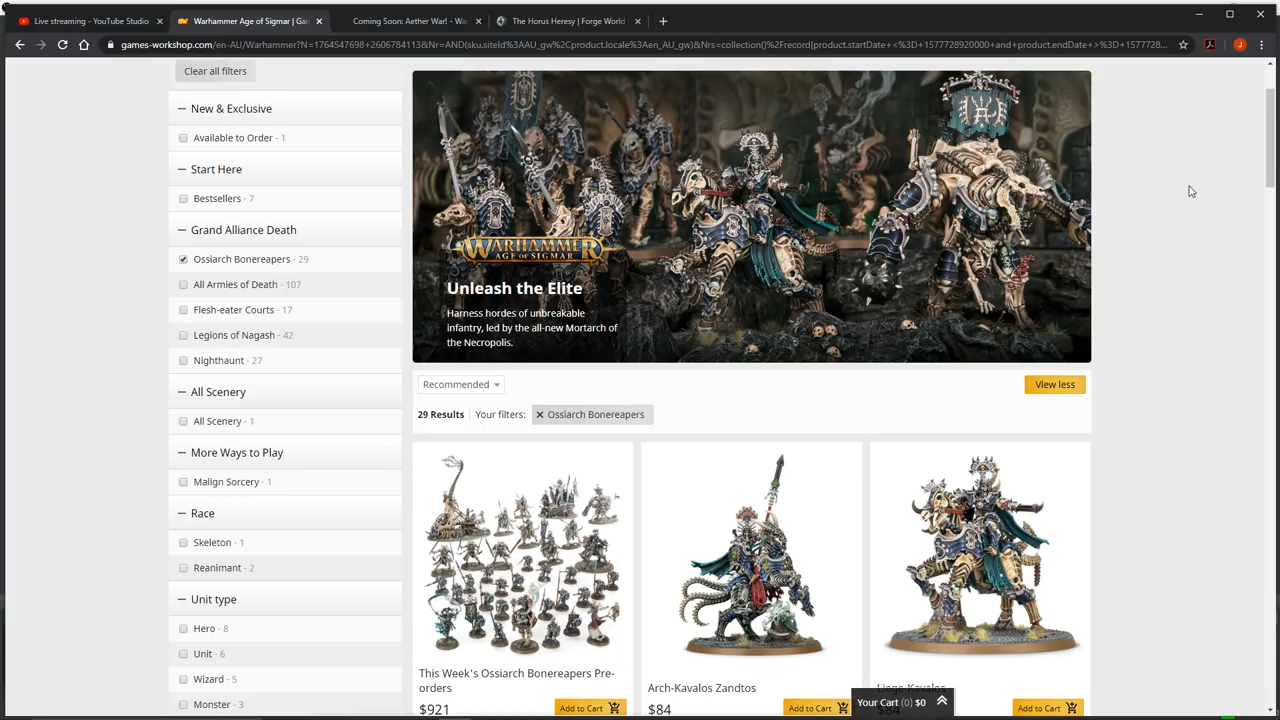 Live streaming - YouTube Studio
Warhammer Age of Sigmar | Gam
Coming Soon: Aether War! - War
The Horus Heresy | Forge World
games-workshop.com/en-AU/Warhammer?N=1764547698+2606784113&Nr=AND(sku.siteId%3AAU_gw%2Cproduct.locale%3Aen_AU_gw)&Nrs=collection()%2Frecord[product.startDate+<%3D+1577728920000+and+product.endDate+>%3D+1577728...
J
Clear all filters
New & Exclusive
Available to Order - 1
Start Here
Bestsellers - 7
Grand Alliance Death
Ossiarch Bonereapers - 29
All Armies of Death - 107
Flesh-eater Courts - 17
Legions of Nagash - 42
Nighthaunt - 27
All Scenery
All Scenery - 1
More Ways to Play
Malign Sorcery - 1
Race
Skeleton - 1
Reanimant - 2
Unit type
Hero - 8
Unit - 6
Wizard - 5
Monster - 3
WARHAMMER
AGE OF SIGMAR
Unleash the Elite
Harness hordes of unbreakable
infantry, led by the all-new Mortarch of
the Necropolis.
Recommended
View less
29 Results Your filters: × Ossiarch Bonereapers
This Week's Ossiarch Bonereapers Pre-
orders
$921
Add to Cart
Arch-Kavalos Zandtos
$84
Add to Cart
Liege-Kavalos
Add to Cart
Your Cart (0) $0